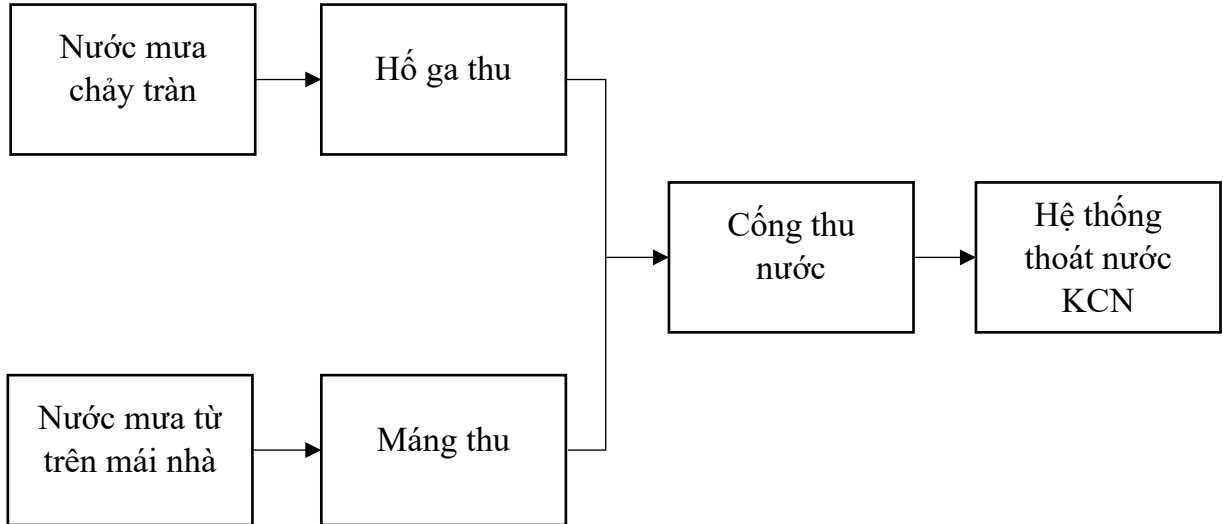 Nước mưa
chảy tràn
Hố ga thu
Cống thu
nước
Hệ thống
thoát nước
KCN
Nước mưa từ
trên mái nhà
Máng thu